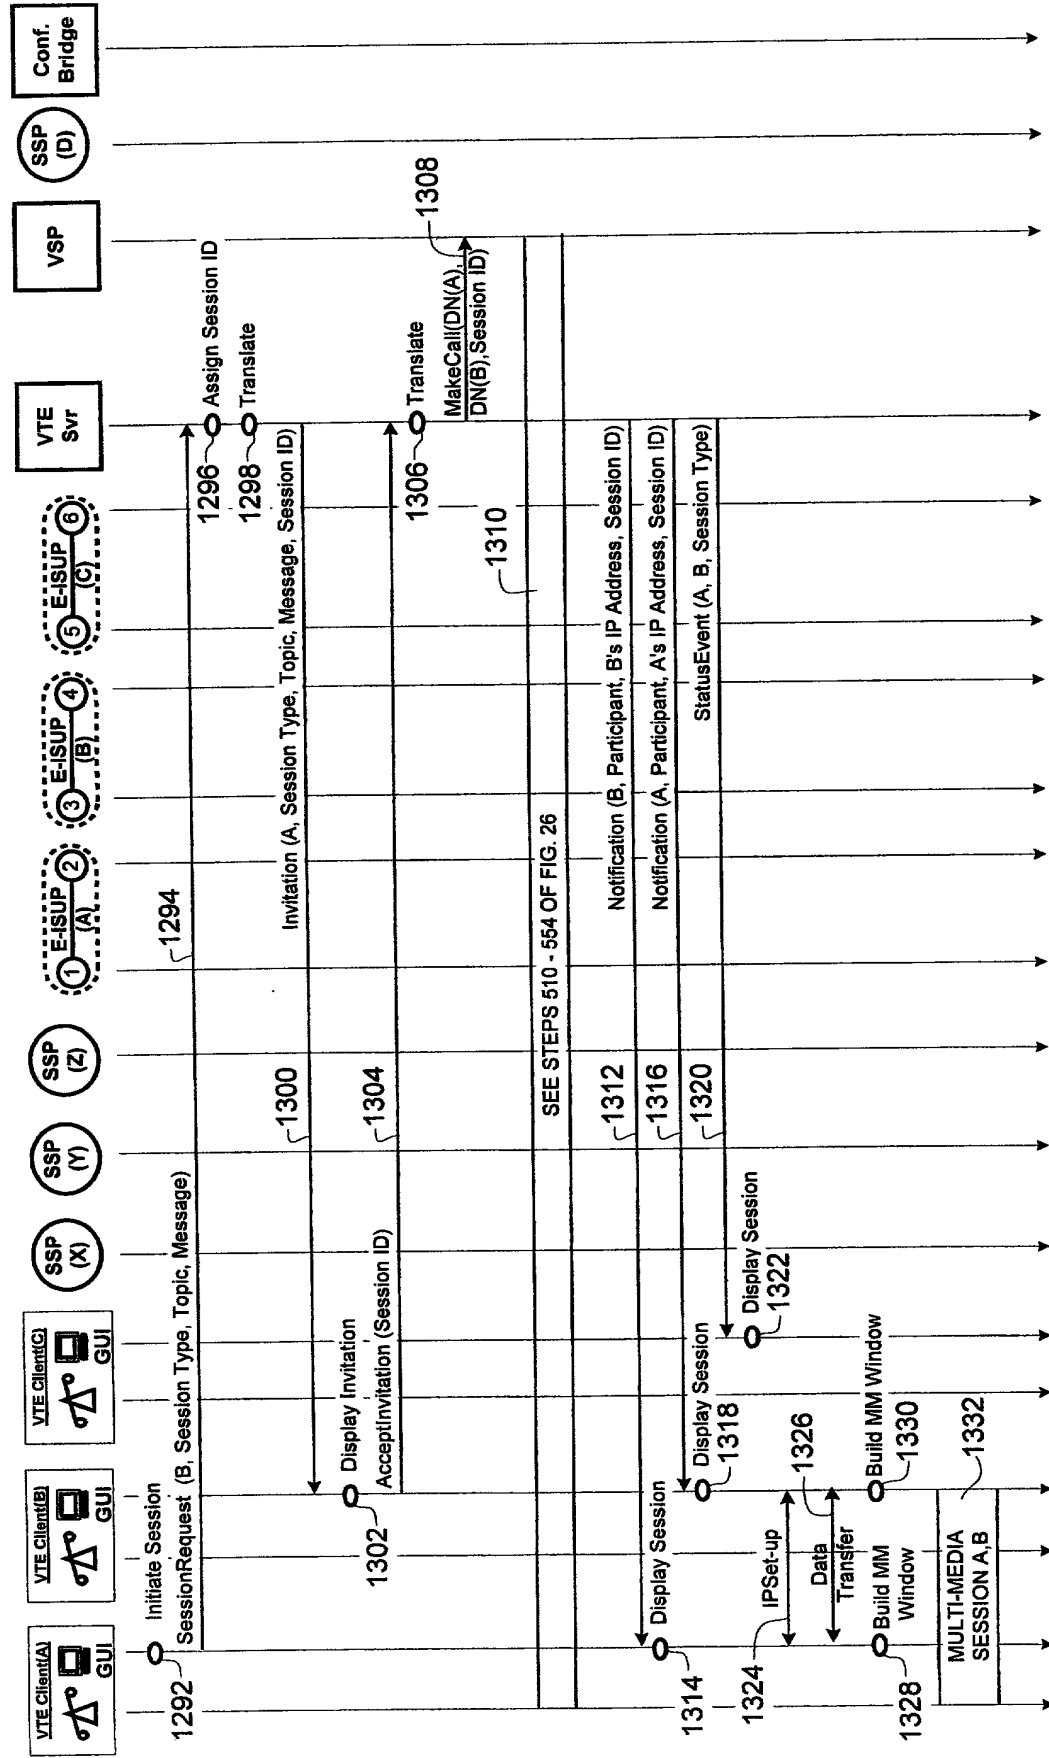 VTE Client(A)
GUI
VTE Client(B)
GUI
VTE Client(C)
GUI
SSP
(X)
SSP
(Y)
SSP
(Z)
1
E-ISUP
(A)
2
3
E-ISUP
(B)
4
5
E-ISUP
(C)
6
VTE
Svr
VSP
SSP
(D)
Conf.
Bridge
1292
Initiate Session
SessionRequest (B, Session Type, Topic, Message)
1294
1296
Assign Session ID
1298
Translate
Invitation (A, Session Type, Topic, Message, Session ID)
1300
1302
Display Invitation
AcceptInvitation (Session ID)
1304
1306
Translate
MakeCall(DN(A),
DN(B),Session ID)
1308
1310
SEE STEPS 510 - 554 OF FIG. 26
Notification (B, Participant, B's IP Address, Session ID)
1312
1314
Display Session
Notification (A, Participant, A's IP Address, Session ID)
1316
Display Session
1318
StatusEvent (A, B, Session Type)
1320
Display Session
1322
1324
IPSet-up
Data
Transfer
1326
1328
Build MM
Window
Build MM Window
1330
MULTI-MEDIA
SESSION A,B
1332